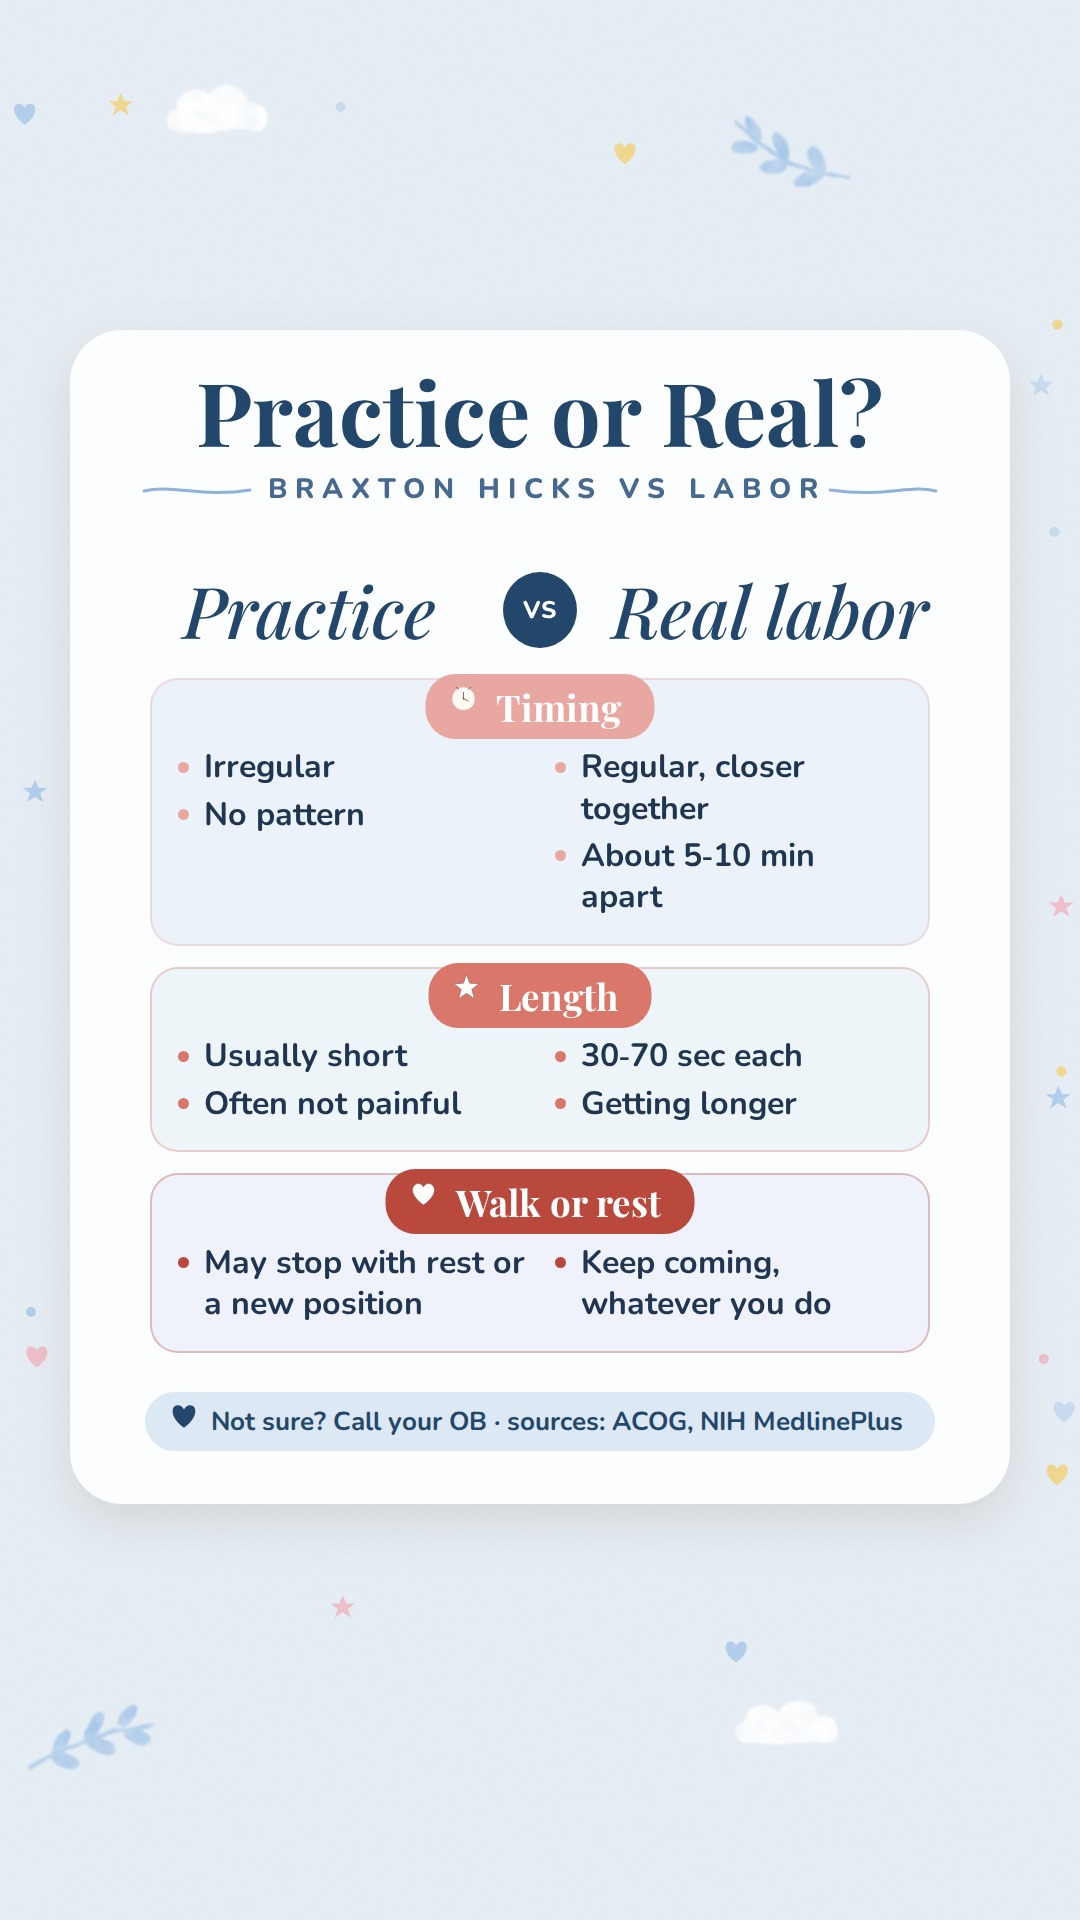 Practice or Real?
BRAXTON HICKS VS LABOR
Practice
VS
Real labor
Timing
Irregular
No pattern
Regular, closer
together
About 5-10 min
apart
Length
Usually short
Often not painful
30-70 sec each
Getting longer
Walk or rest
May stop with rest or
a new position
Keep coming,
whatever you do
Not sure? Call your OB · sources: ACOG, NIH MedlinePlus